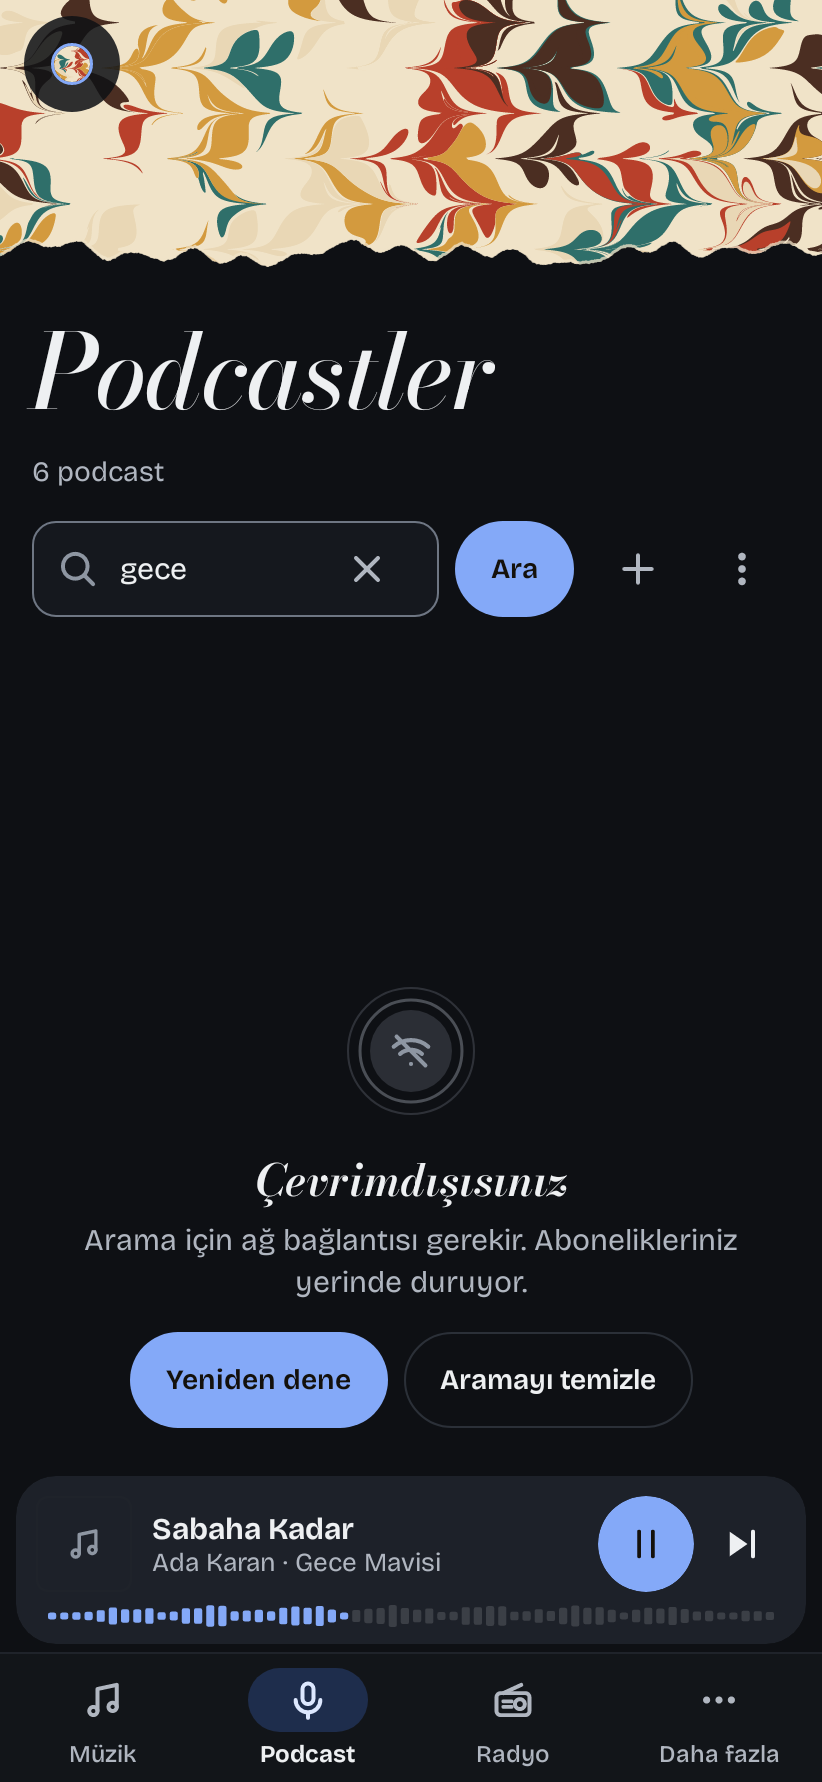 Podcastler
6 podcast
gece
Ara
Çevrimdışısınız
Arama için ağ bağlantısı gerekir. Abonelikleriniz
yerinde duruyor.
Yeniden dene
Aramayı temizle
Sabaha Kadar
Ada Karan · Gece Mavisi
Müzik
Podcast
Radyo
Daha fazla